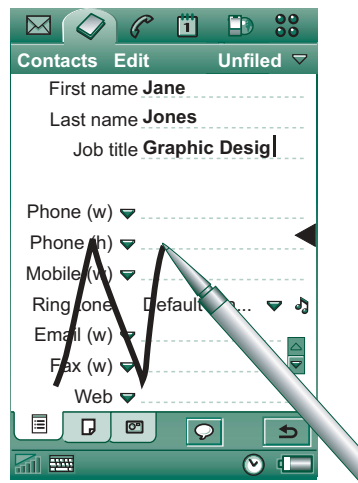 Contacts Edit Unfiled
First name Jane
Last name Jones
Job title Graphic Desig
Phone (w)
Phone (h)
Mobile (w)
Ring tone Default
Email (w)
Fax (w)
Web